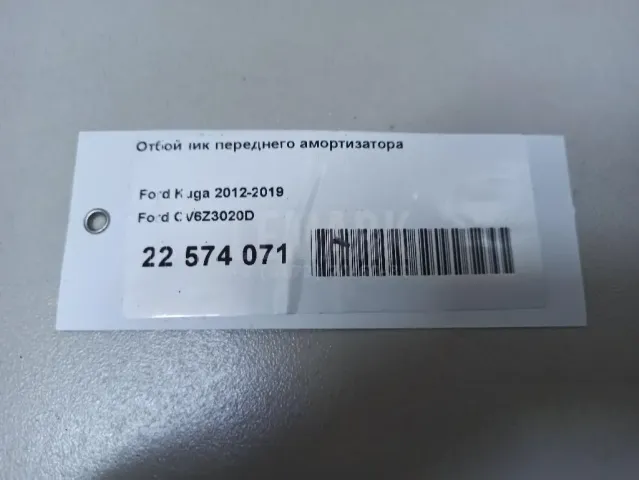 Отбойник переднего амортизатора
Ford Kuga 2012-2019
Ford CV6Z3020D
22 574 071